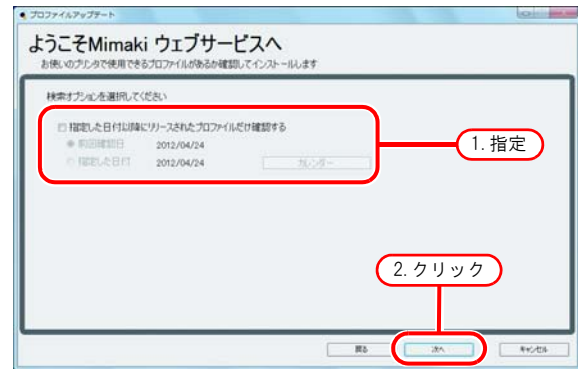 プロファイルアップデート
ようこそMimaki ウェブサービスへ
お使いのプリンタで使用できるプロファイルがあるか確認してインストールします
検索オプションを選択してください
指定した日付以降にリリースされたプロファイルだけ確認する
前回確認日 2012/04/24
指定した日付 2012/04/24 カレンダー
1. 指定
2. クリック
戻る 次へ キャンセル